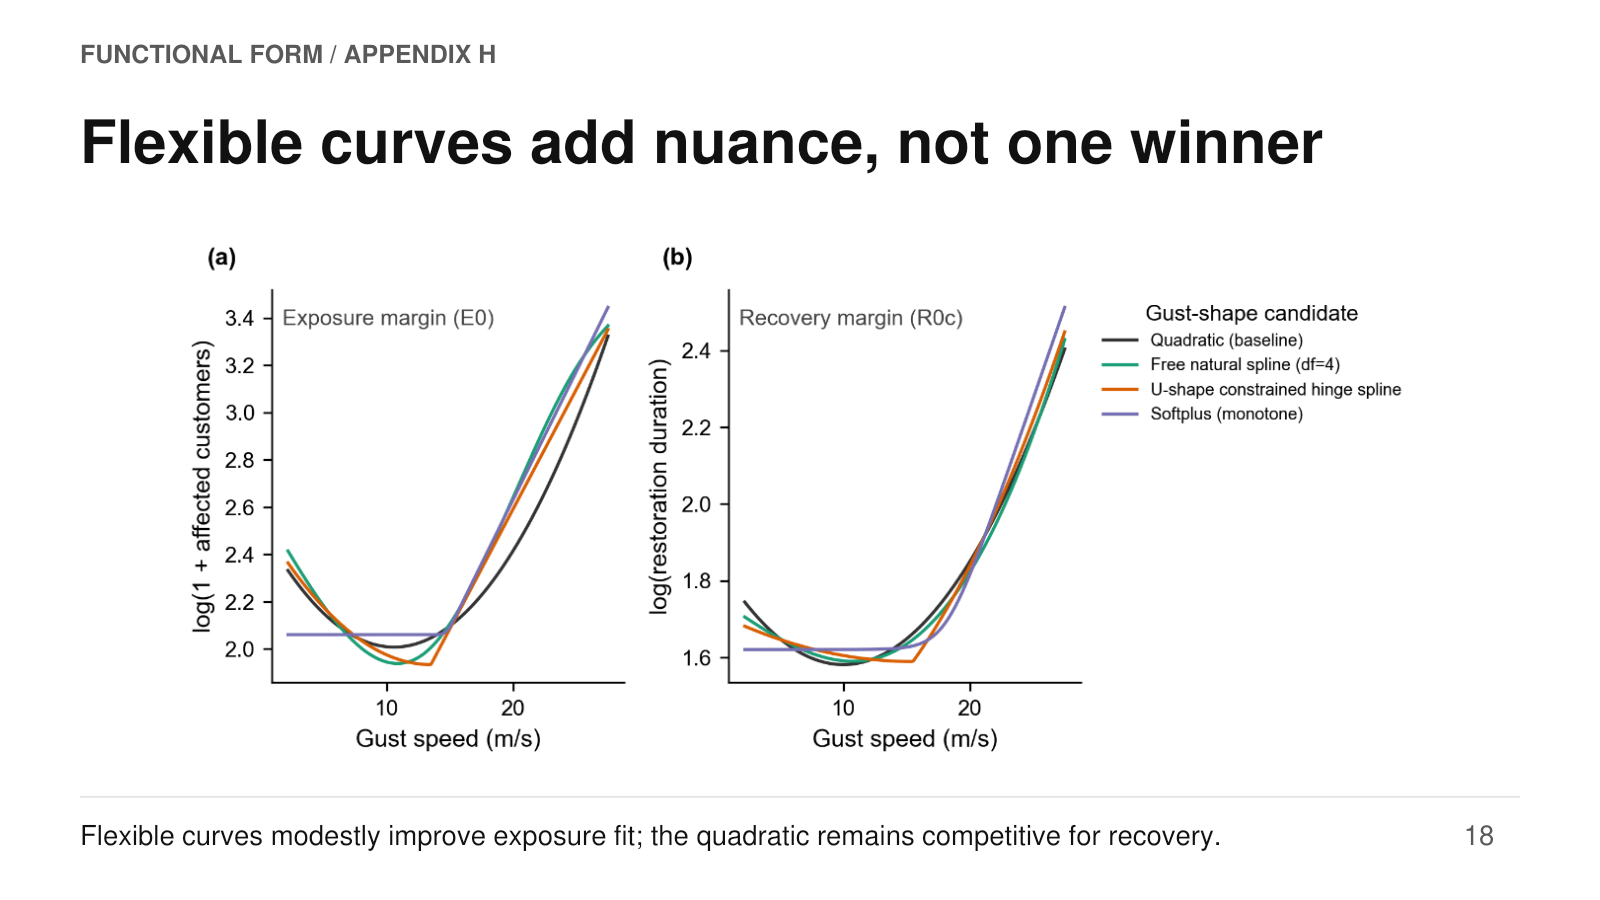 FUNCTIONAL FORM / APPENDIX H
Flexible curves add nuance, not one winner
(a)
Exposure margin (E0)
log(1 + affected customers)
3.4
3.2
3.0
2.8
2.6
2.4
2.2
2.0
10 20
Gust speed (m/s)
(b)
Recovery margin (R0c)
log(restoration duration)
2.4
2.2
2.0
1.8
1.6
10 20
Gust speed (m/s)
Gust-shape candidate
Quadratic (baseline)
Free natural spline (df=4)
U-shape constrained hinge spline
Softplus (monotone)
Flexible curves modestly improve exposure fit; the quadratic remains competitive for recovery.
18